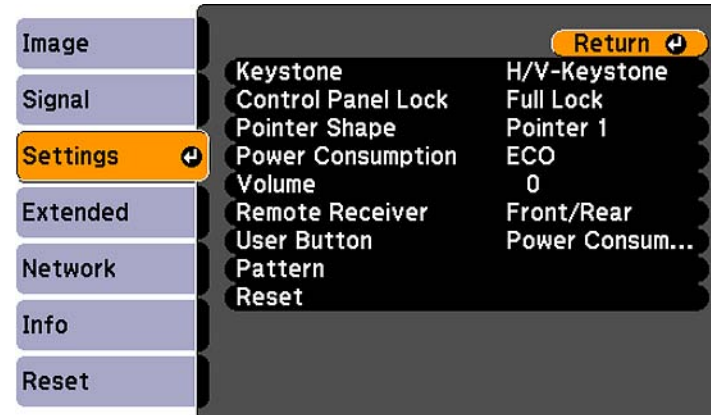 Image
Signal
Settings
Extended
Network
Info
Reset
Return
Keystone H/V-Keystone
Control Panel Lock Full Lock
Pointer Shape Pointer 1
Power Consumption ECO
Volume 0
Remote Receiver Front/Rear
User Button Power Consum...
Pattern
Reset